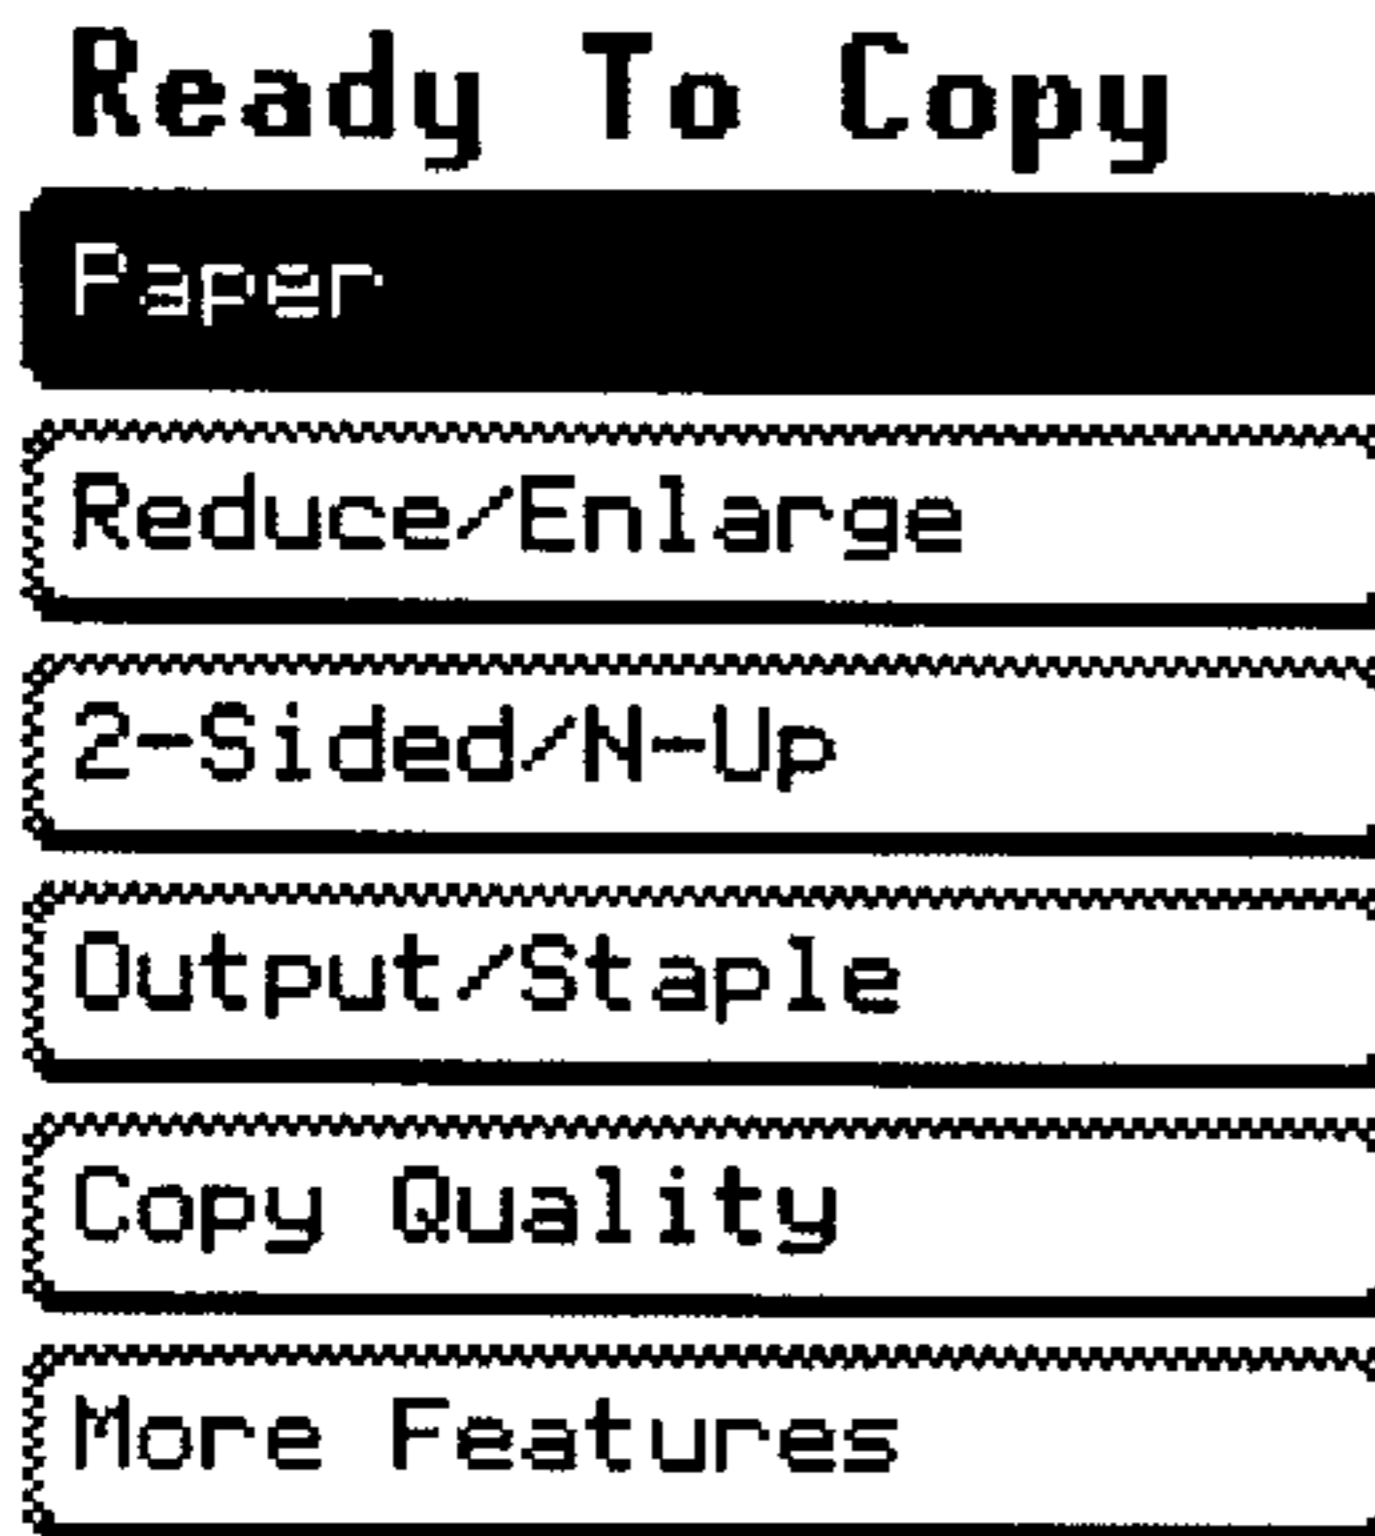 Ready To Copy
Paper
Reduce/Enlarge
2-Sided/N-Up
Output/Staple
Copy Quality
More Features